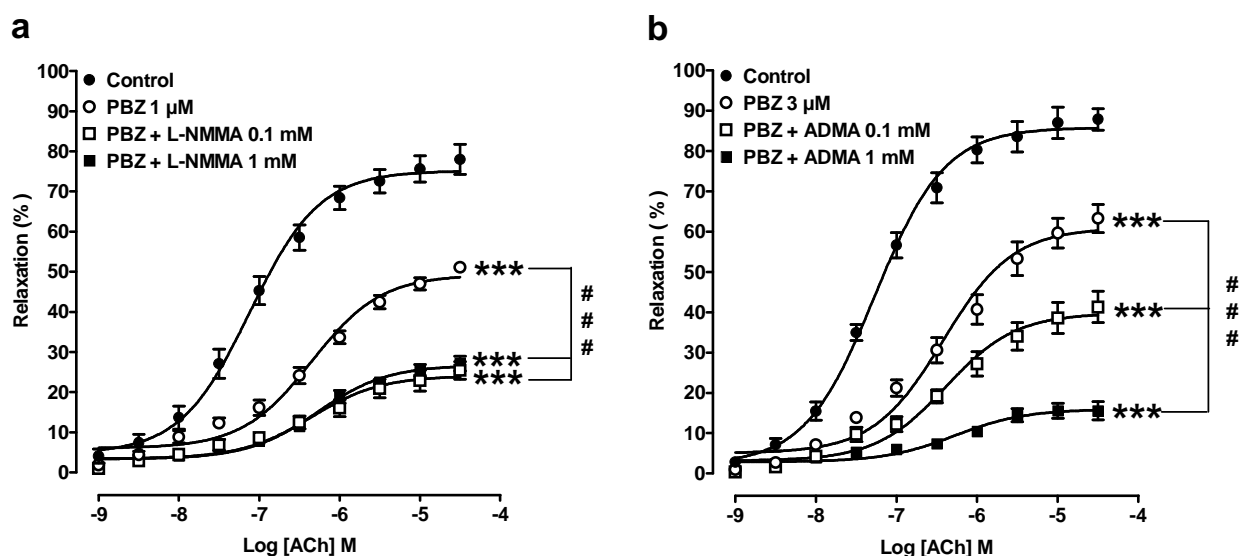 a
Control
PBZ 1 µM
PBZ + L-NMMA 0.1 mM
PBZ + L-NMMA 1 mM
100
90
80
70
60
50
40
30
20
10
0
Relaxation (%)
***
***
***
#
#
#
-9 -8 -7 -6 -5 -4
Log [ACh] M
b
Control
PBZ 3 µM
PBZ + ADMA 0.1 mM
PBZ + ADMA 1 mM
100
90
80
70
60
50
40
30
20
10
0
Relaxation (%)
***
***
***
#
#
#
-9 -8 -7 -6 -5 -4
Log [ACh] M